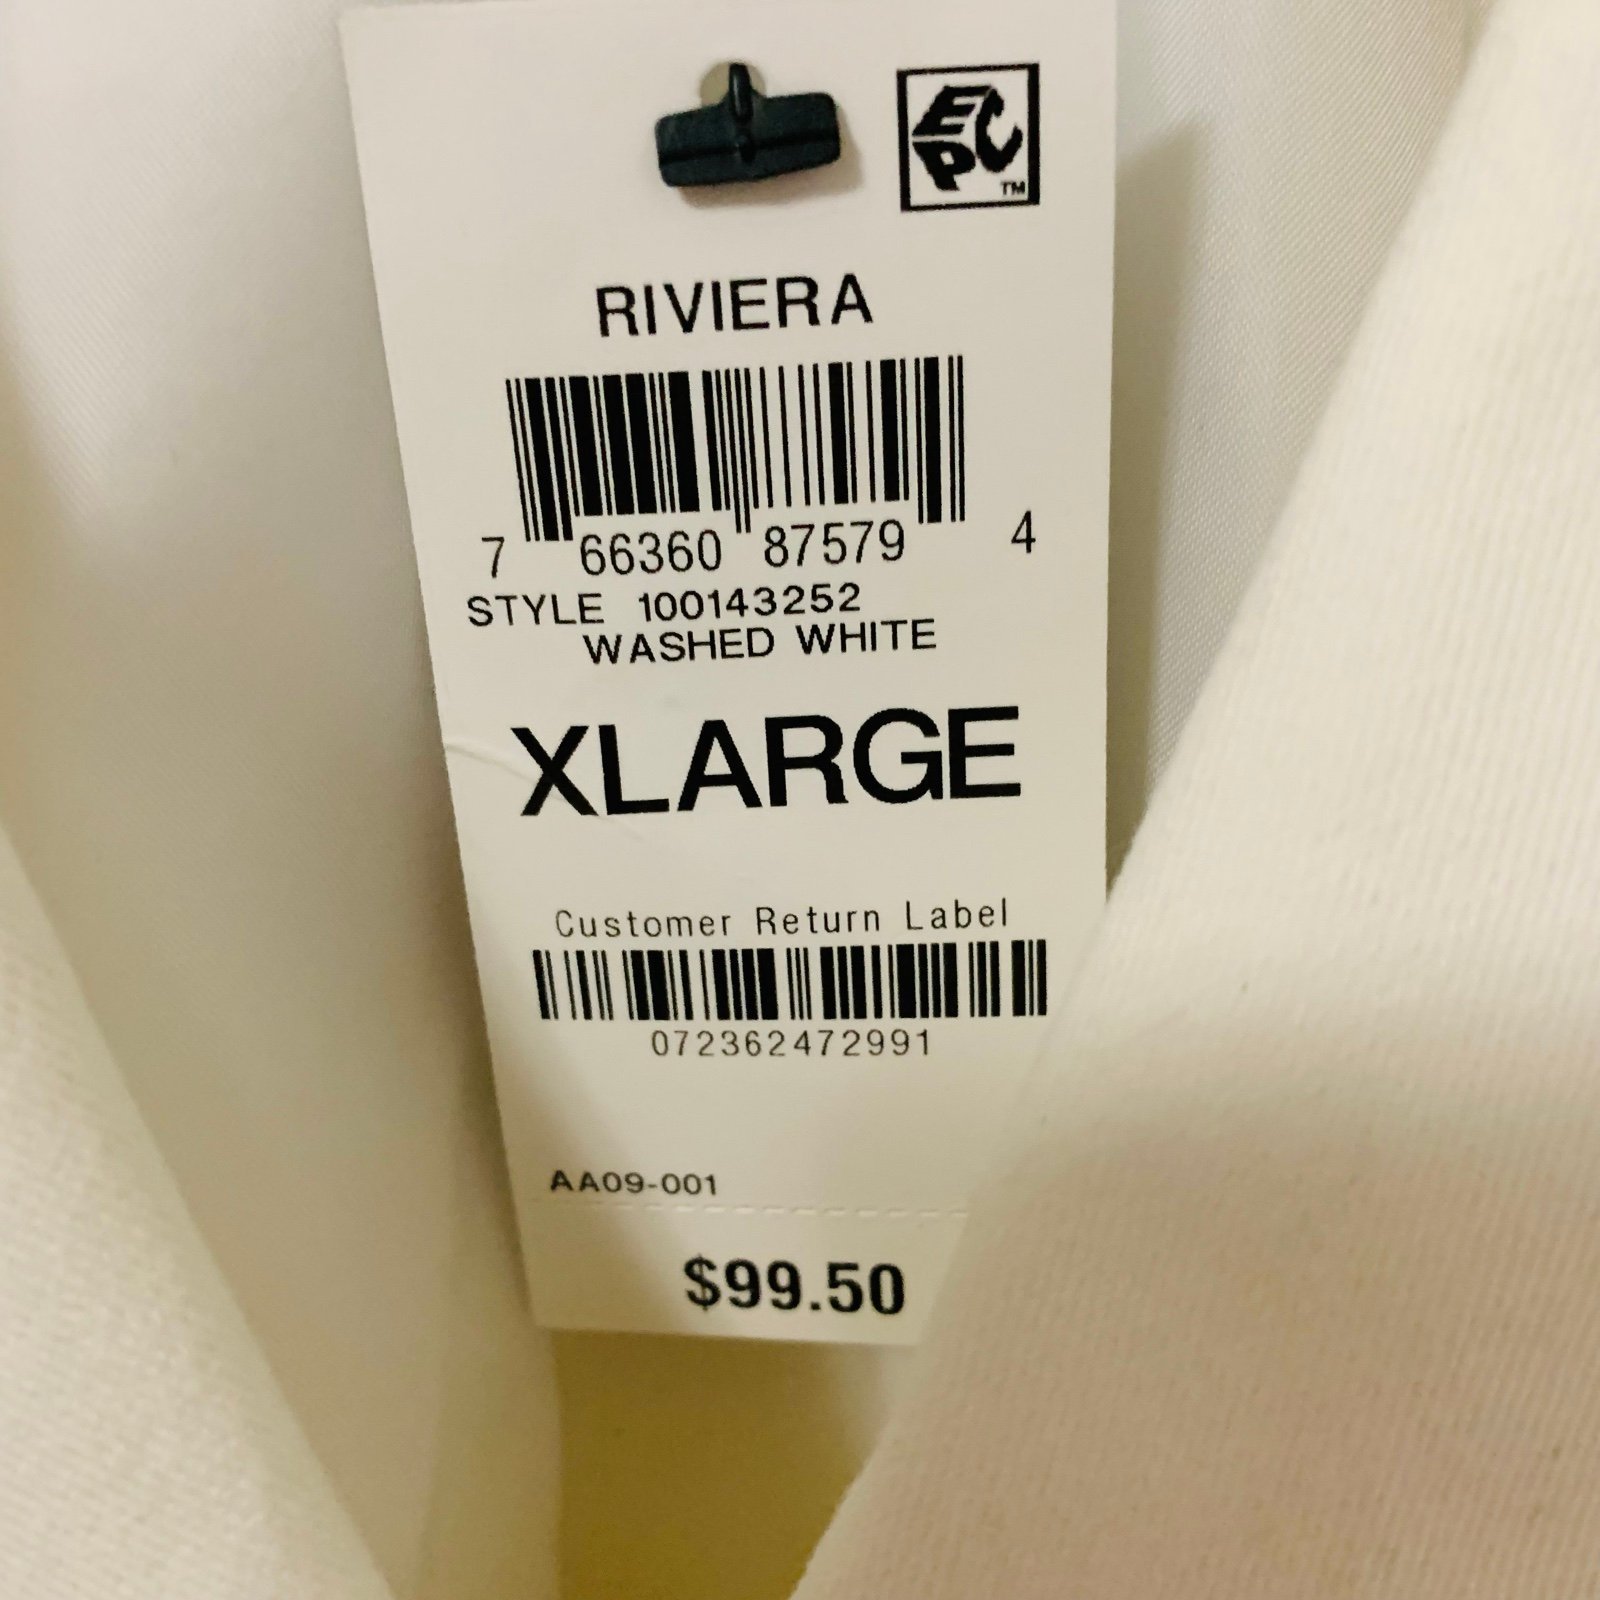 EPC
TM
RIVIERA
7 66360 87579 4
STYLE 100143252
WASHED WHITE
XLARGE
Customer Return Label
072362472991
AA09-001
$99.50